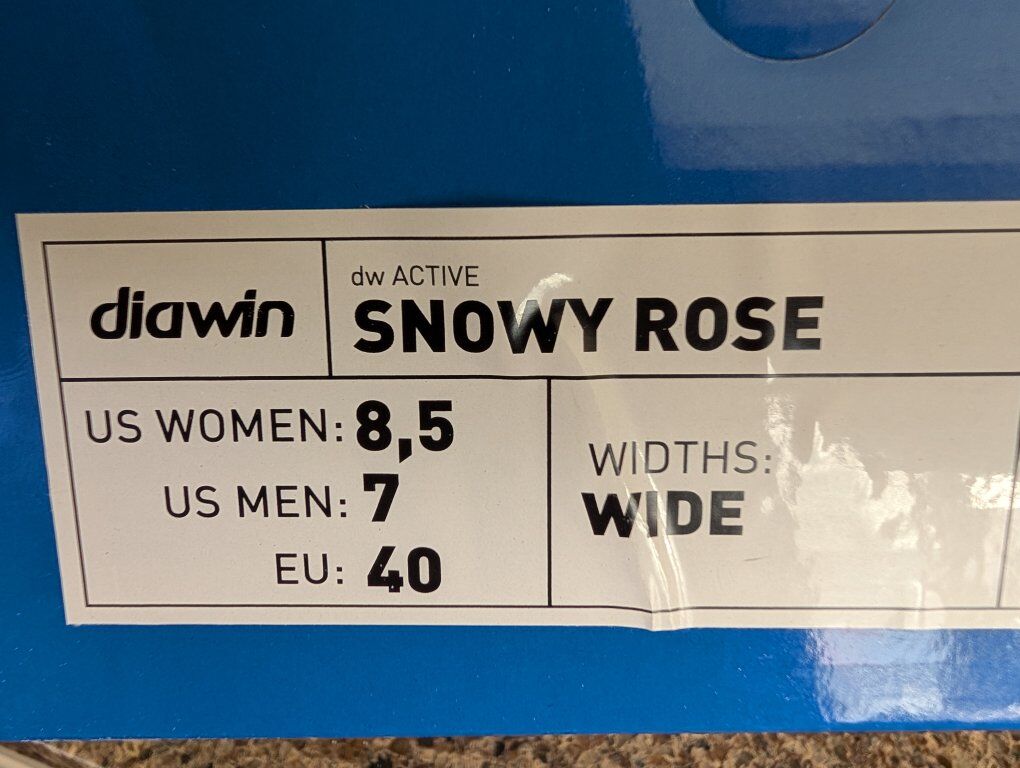 diawin
dw ACTIVE
SNOWY ROSE
US WOMEN: 8,5
US MEN: 7
EU: 40
WIDTHS:
WIDE